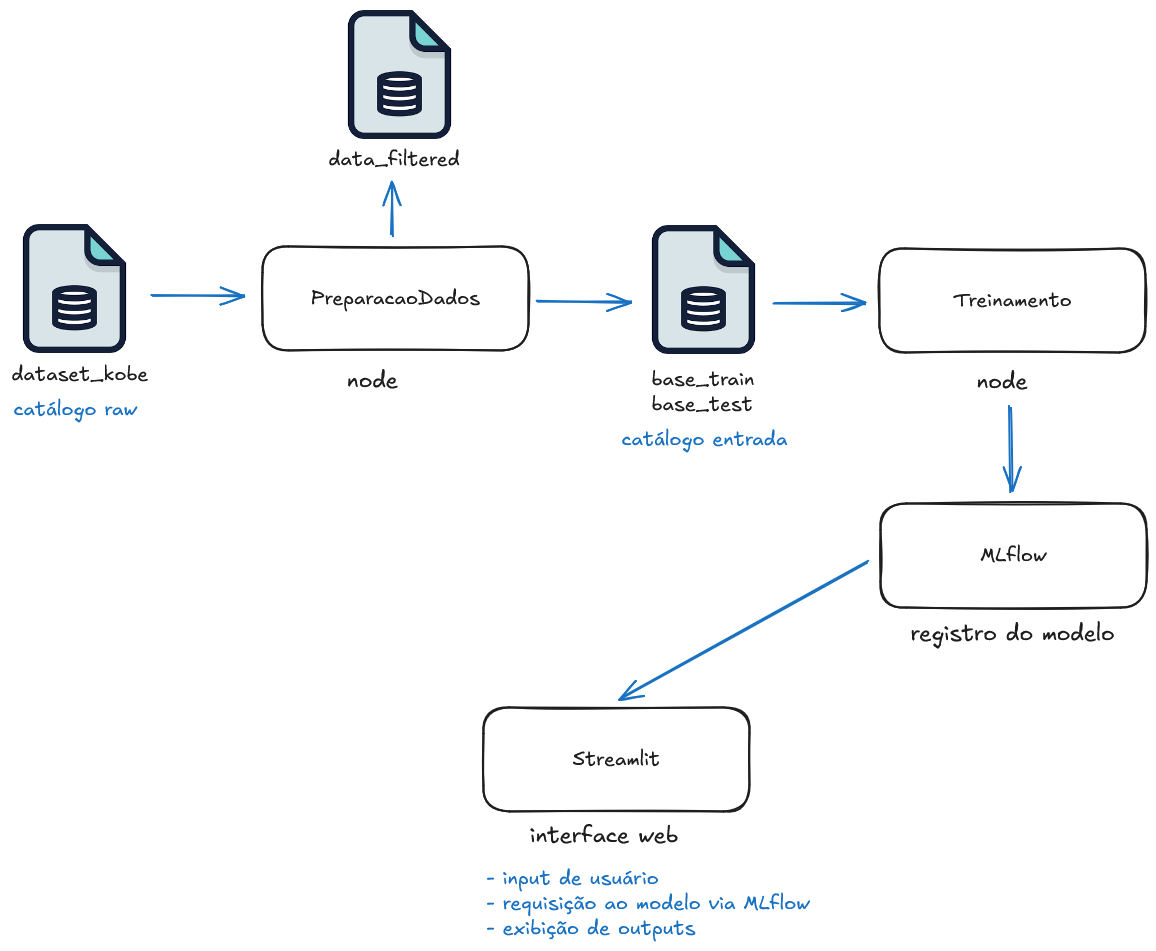 data_filtered
dataset_kobe
catálogo raw
PreparacaoDados
node
base_train
base_test
catálogo entrada
Treinamento
node
MLflow
registro do modelo
Streamlit
interface web
- input de usuário
- requisição ao modelo via MLflow
- exibição de outputs